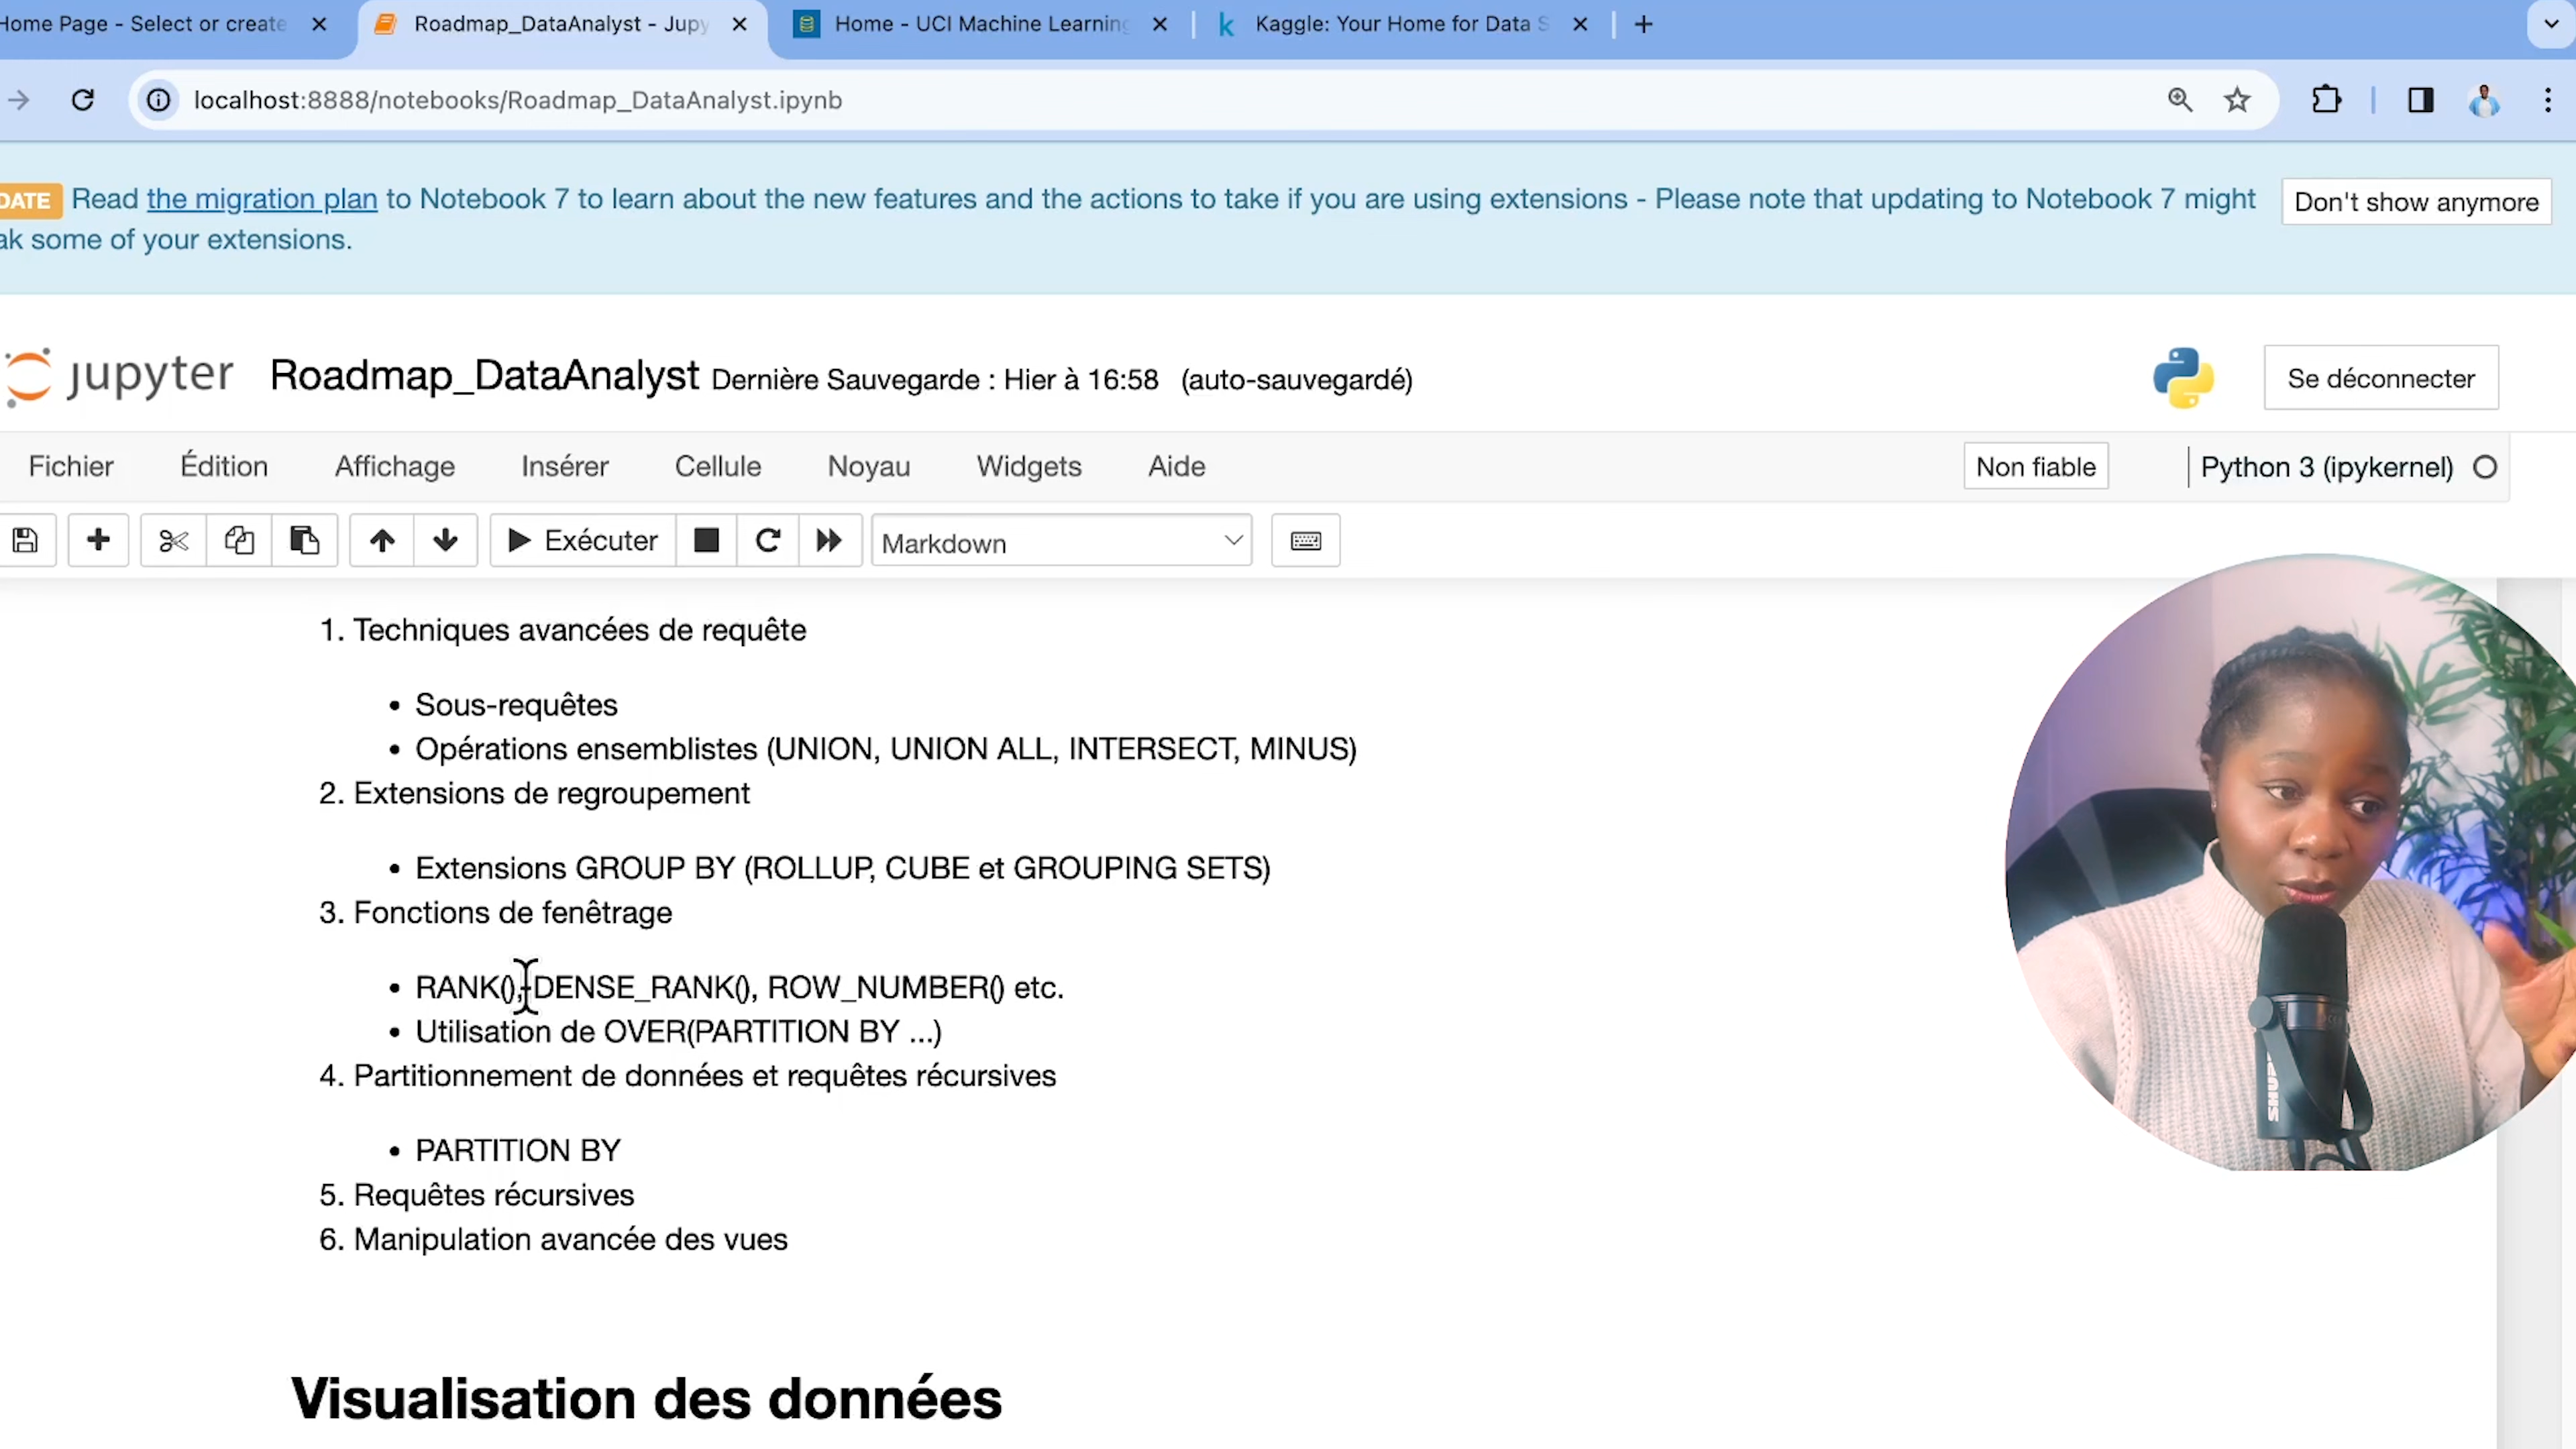 Home Page - Select or create
Roadmap_DataAnalyst - Jupy
Home - UCI Machine Learning
Kaggle: Your Home for Data S
localhost:8888/notebooks/Roadmap_DataAnalyst.ipynb
DATE Read the migration plan to Notebook 7 to learn about the new features and the actions to take if you are using extensions - Please note that updating to Notebook 7 might
ak some of your extensions.
Don't show anymore
jupyter Roadmap_DataAnalyst Dernière Sauvegarde : Hier à 16:58 (auto-sauvegardé)
Se déconnecter
Fichier Édition Affichage Insérer Cellule Noyau Widgets Aide
Non fiable Python 3 (ipykernel)
Exécuter Markdown
1. Techniques avancées de requête
• Sous-requêtes
• Opérations ensemblistes (UNION, UNION ALL, INTERSECT, MINUS)
2. Extensions de regroupement
• Extensions GROUP BY (ROLLUP, CUBE et GROUPING SETS)
3. Fonctions de fenêtrage
• RANK(), DENSE_RANK(), ROW_NUMBER() etc.
• Utilisation de OVER(PARTITION BY ...)
4. Partitionnement de données et requêtes récursives
• PARTITION BY
5. Requêtes récursives
6. Manipulation avancée des vues
Visualisation des données